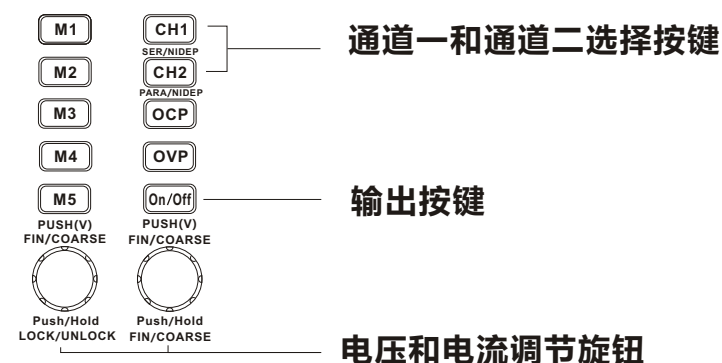 M1
CH1
SER/NIDEP
通道一和通道二选择按键
M2
CH2
PARA/NIDEP
M3
OCP
M4
OVP
M5
On/Off
输出按键
PUSH(V)
FIN/COARSE
PUSH(V)
FIN/COARSE
Push/Hold
LOCK/UNLOCK
Push/Hold
FIN/COARSE
电压和电流调节旋钮